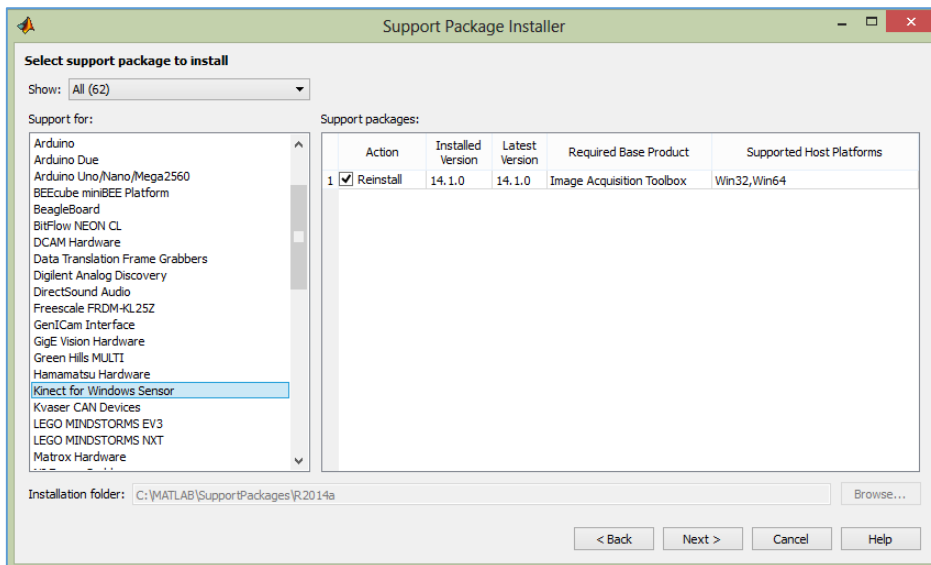 Support Package Installer
Select support package to install
Show: All (62)
Support for:
Arduino
Arduino Due
Arduino Uno/Nano/Mega2560
BEEcube miniBEE Platform
BeagleBoard
BitFlow NEON CL
DCAM Hardware
Data Translation Frame Grabbers
Digilent Analog Discovery
DirectSound Audio
Freescale FRDM-KL25Z
GenICam Interface
GigE Vision Hardware
Green Hills MULTI
Hamamatsu Hardware
Kinect for Windows Sensor
Kvaser CAN Devices
LEGO MINDSTORMS EV3
LEGO MINDSTORMS NXT
Matrox Hardware
Support packages:
Action Installed Version Latest Version Required Base Product Supported Host Platforms
1 Reinstall 14.1.0 14.1.0 Image Acquisition Toolbox Win32,Win64
Installation folder: C:\MATLAB\SupportPackages\R2014a Browse...
< Back Next > Cancel Help